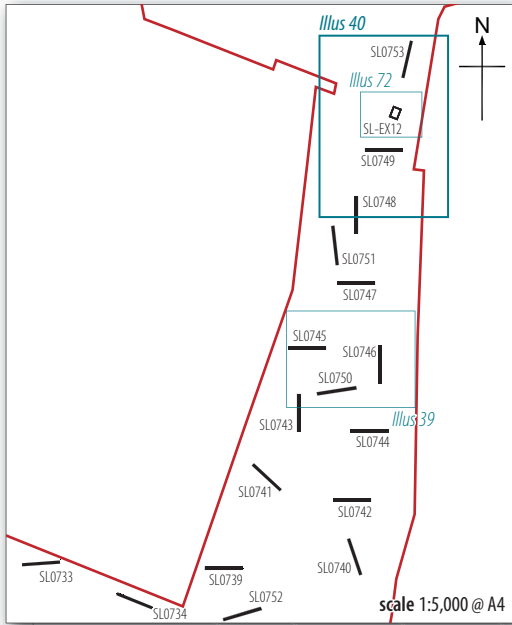 Illus 40
N
SL0753
Illus 72
SL-EX12
SL0749
SL0748
SL0751
SL0747
SL0745
SL0746
SL0750
SL0743
Illus 39
SL0744
SL0741
SL0742
SL0740
SL0733
SL0739
SL0752
SL0734
scale 1:5,000 @ A4